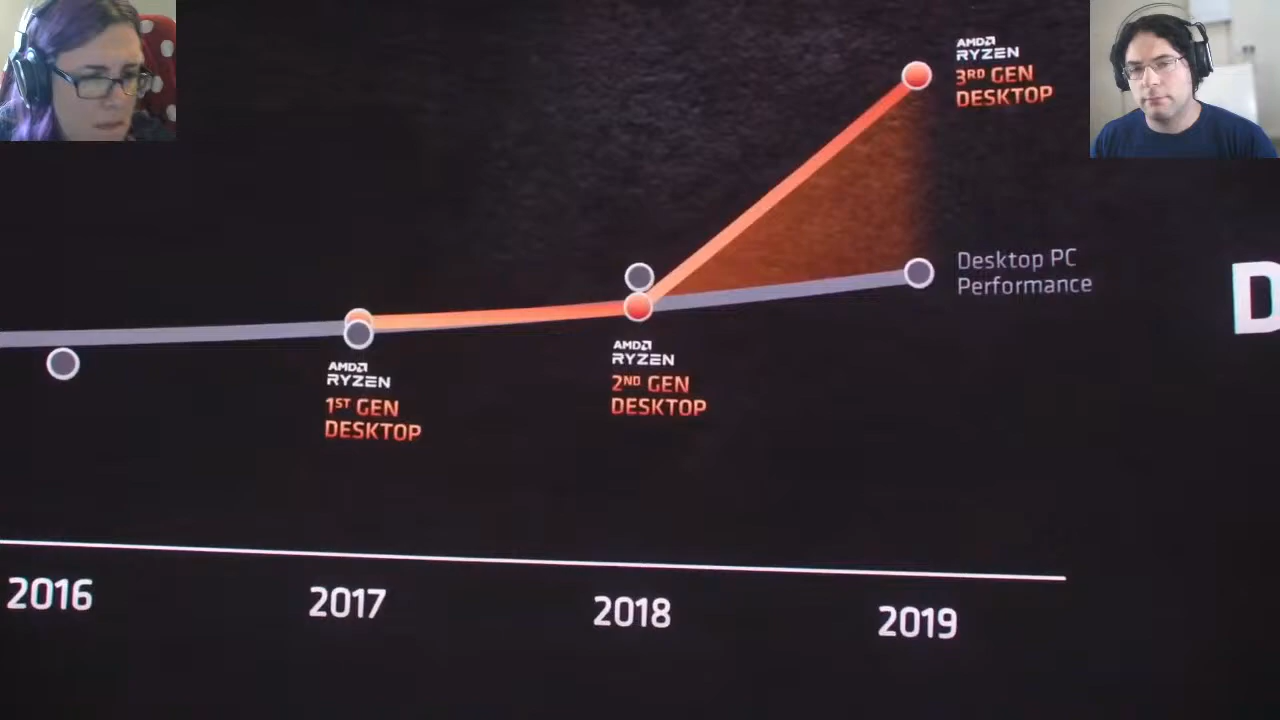 AMD
RYZEN
3RD GEN
DESKTOP
Desktop PC
Performance
D
AMD
RYZEN
2ND GEN
DESKTOP
AMD
RYZEN
1ST GEN
DESKTOP
2016
2017
2018
2019